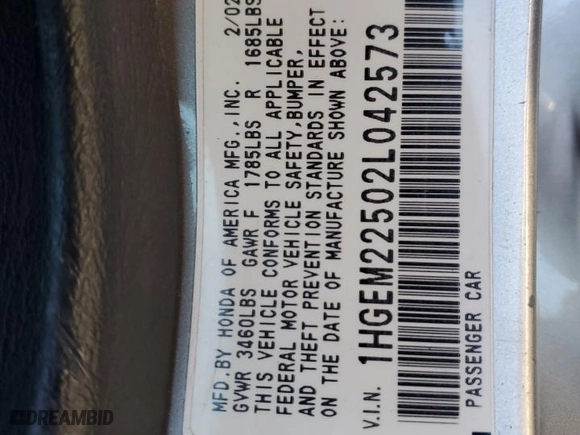 MFD. BY HONDA OF AMERICA MFG., INC. 2/02
GVWR 3460LBS GAWR F 1785LBS R 1685LBS
THIS VEHICLE CONFORMS TO ALL APPLICABLE
FEDERAL MOTOR VEHICLE SAFETY, BUMPER,
AND THEFT PREVENTION STANDARDS IN EFFECT
ON THE DATE OF MANUFACTURE SHOWN ABOVE:
V.I.N. 1HGEM22502L042573
PASSENGER CAR
DREAMBID